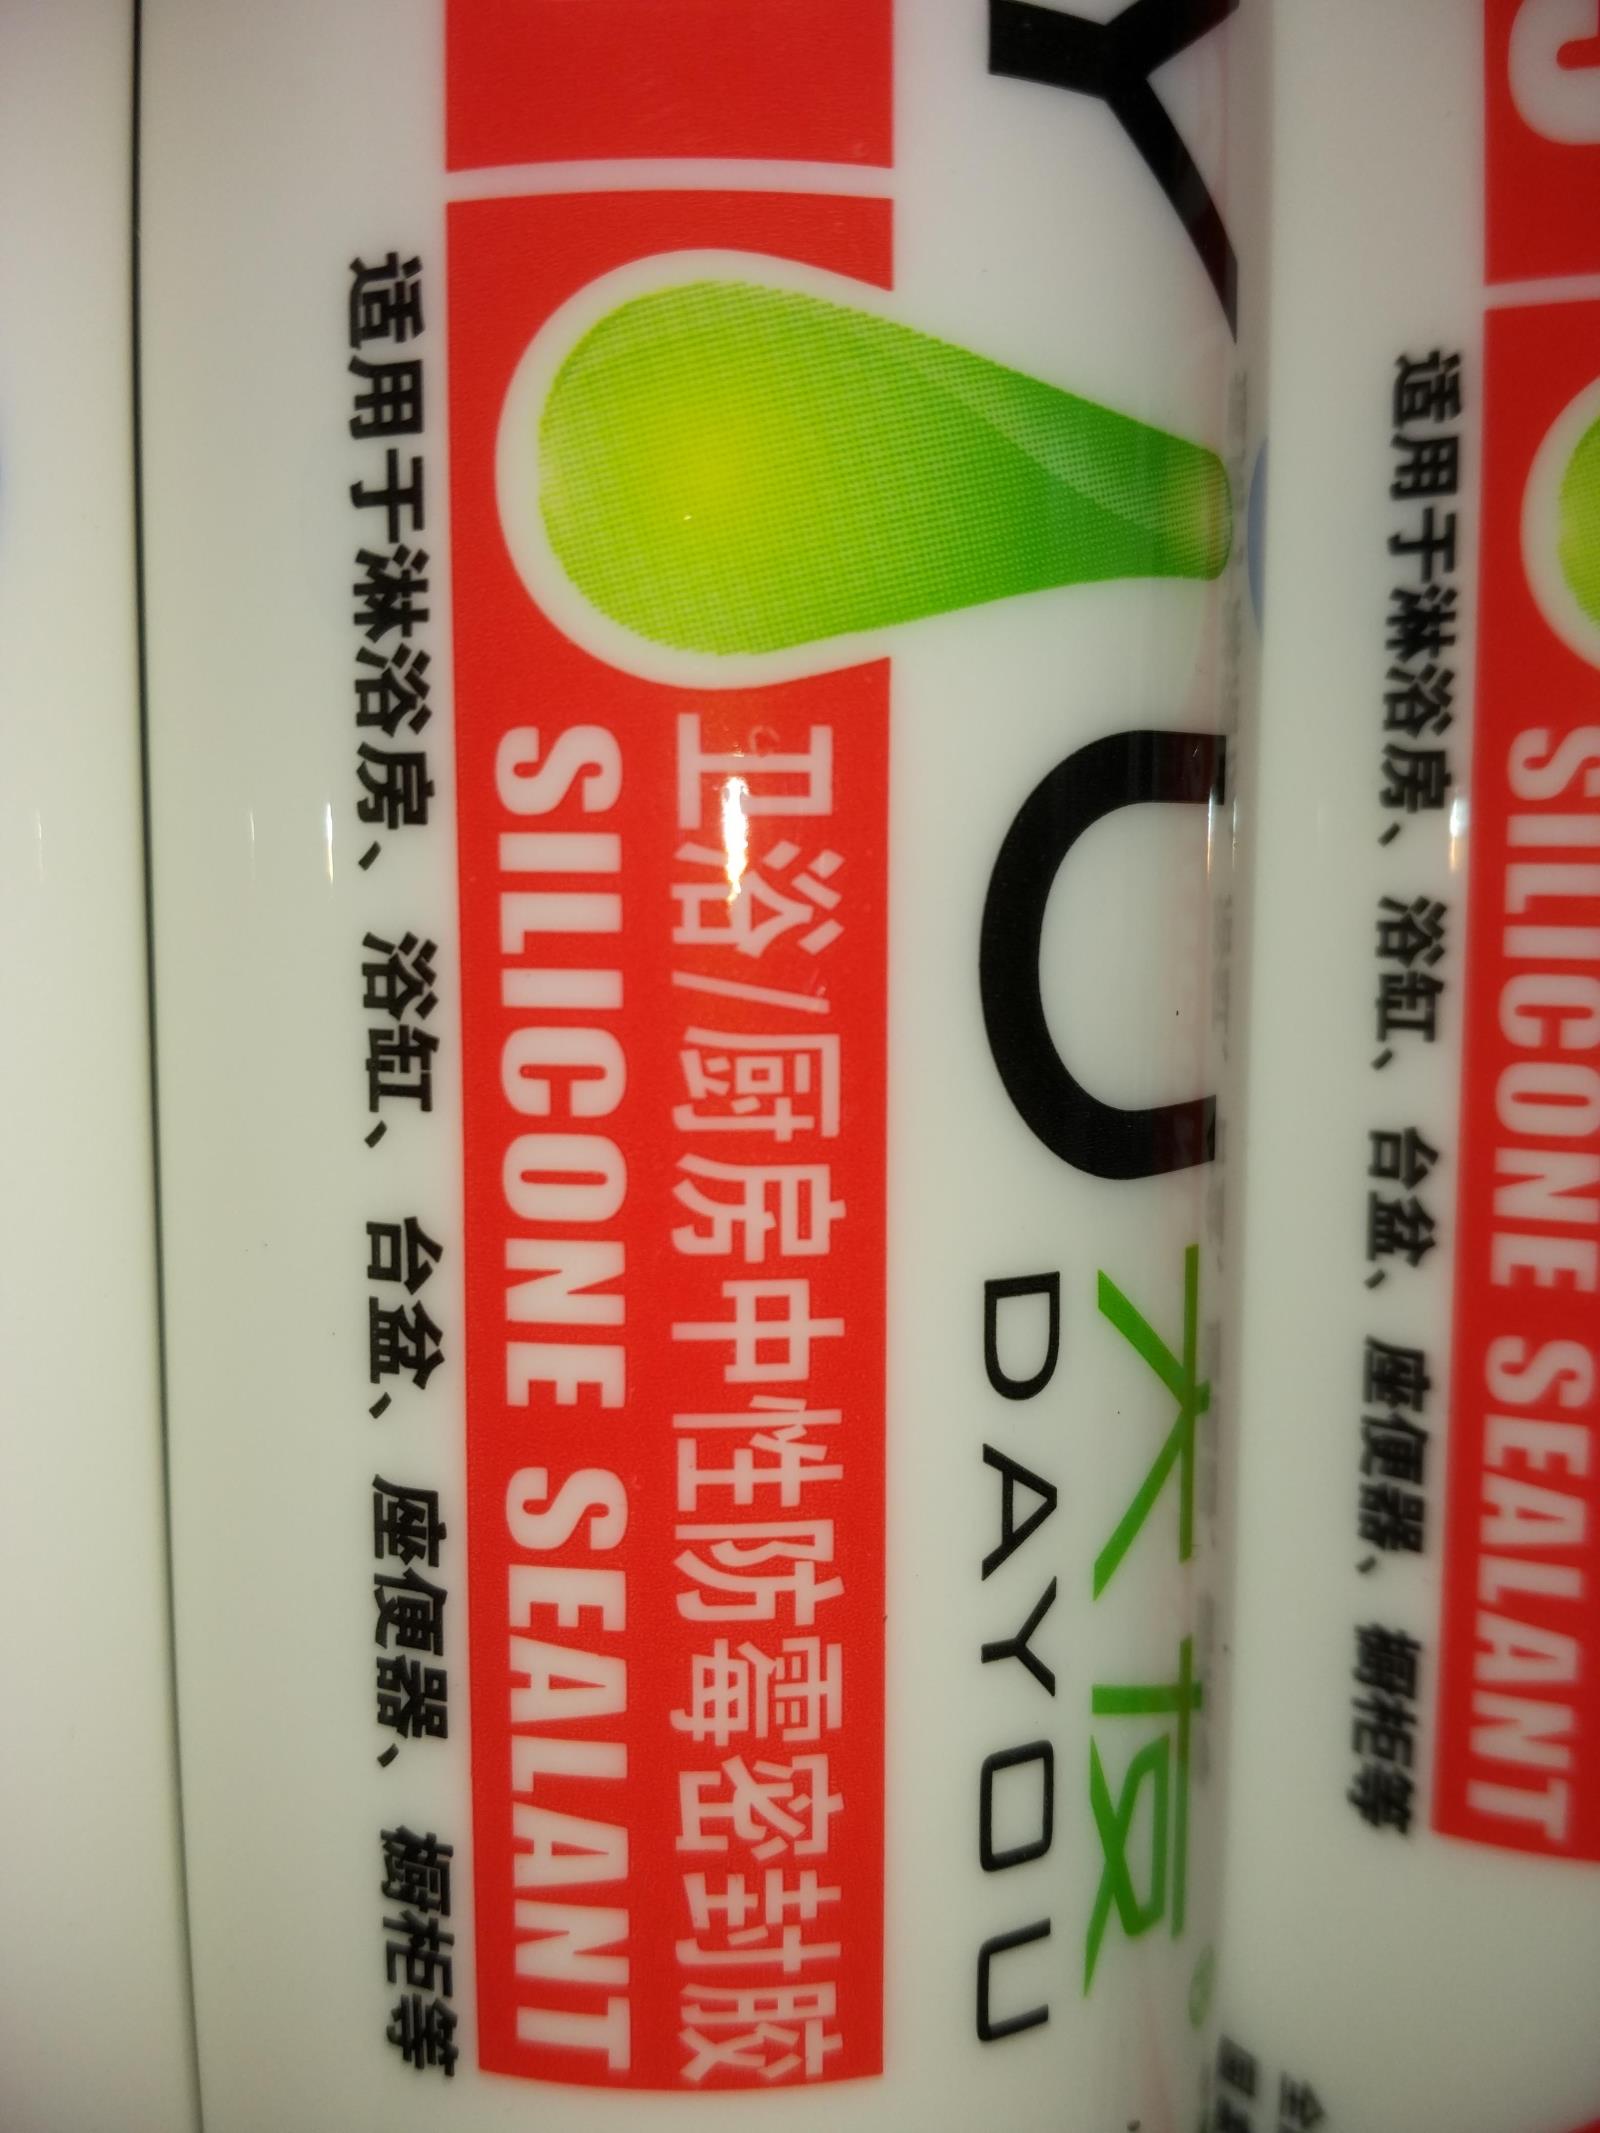 SILICONE SEALANT
适用于淋浴房、浴缸、台盆、座便器、橱柜等
大友
DAYOU
卫浴/厨房中性防霉密封胶
SILICONE SEALANT
适用于淋浴房、浴缸、台盆、座便器、橱柜等